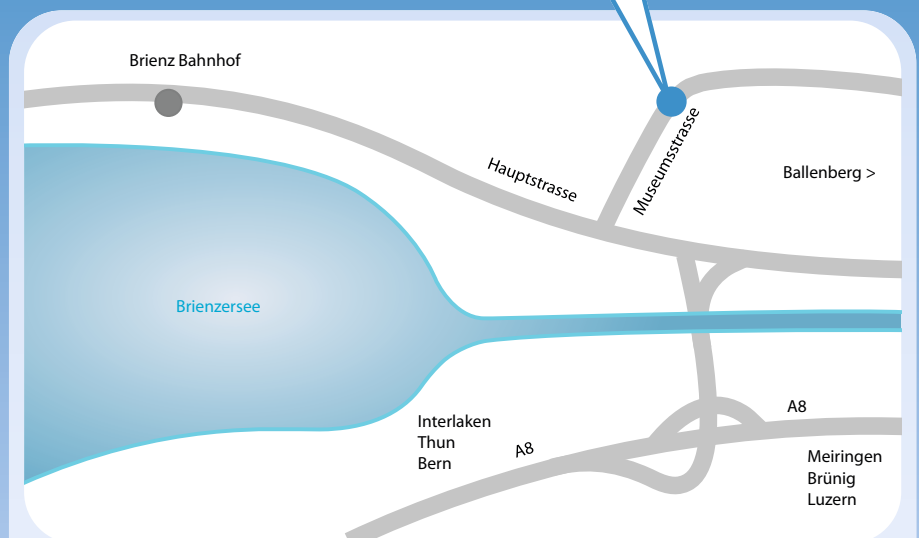 Brienz Bahnhof
Hauptstrasse
Museumsstrasse
Ballenberg >
Brienzersee
Interlaken
Thun
Bern
A8
A8
Meiringen
Brünig
Luzern